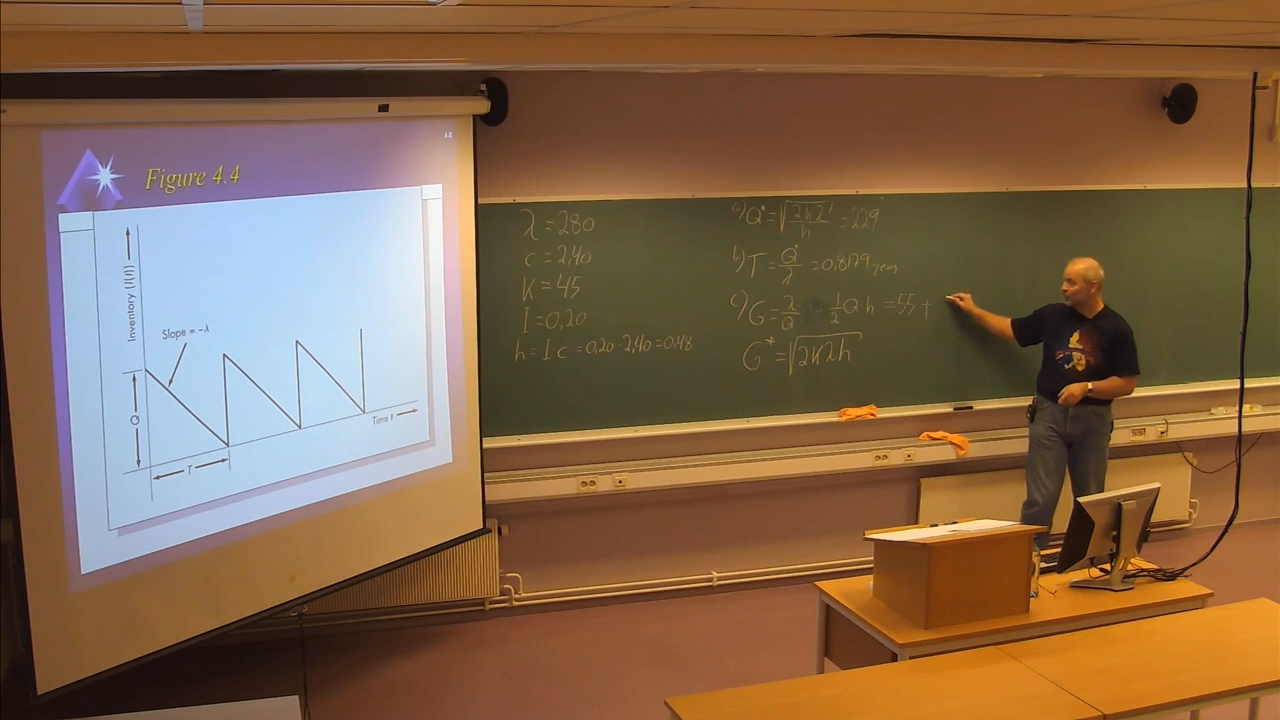 Figure 4.4
Inventory (I(t))
Slope = -λ
Q
T
Time t
λ = 280
c = 2,40
K = 45
I = 0,20
h = I c = 0,20 · 2,40 = 0,48
a) Q* = √(2Kλ/h) = 229
b) T = Q*/λ = 0,8179 years
c) G = λ/Q 1/2 Q·h = 55 +
G* = √(2Kλh)